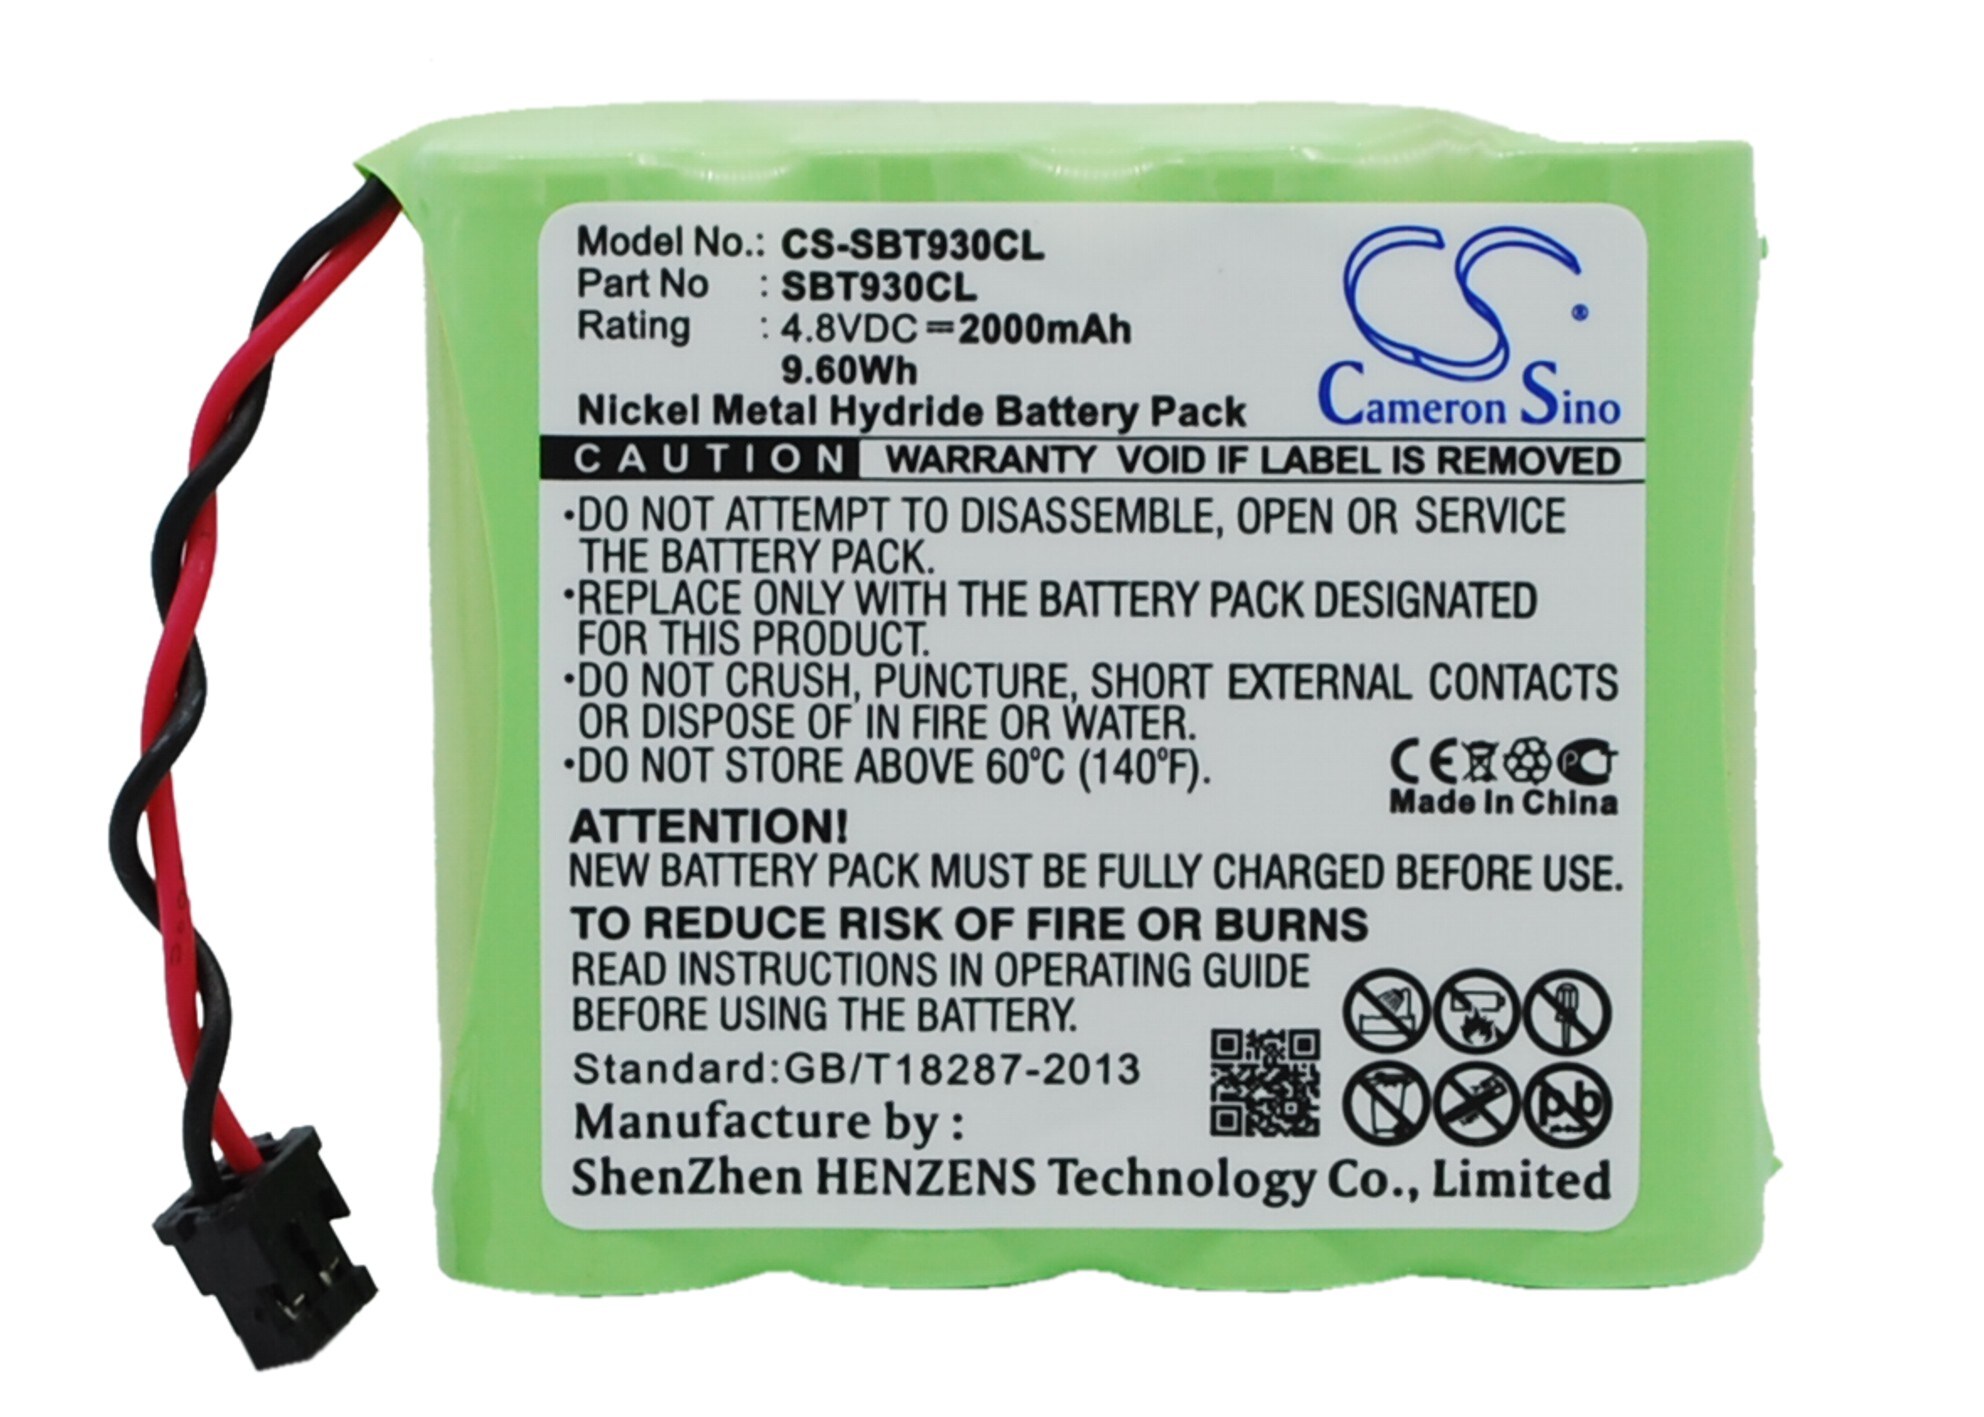 Model No.: CS-SBT930CL
Part No : SBT930CL
Rating : 4.8VDC ⎓ 2000mAh
9.60Wh
Nickel Metal Hydride Battery Pack
CS ®
Cameron Sino
CAUTION WARRANTY VOID IF LABEL IS REMOVED
•DO NOT ATTEMPT TO DISASSEMBLE, OPEN OR SERVICE
THE BATTERY PACK.
•REPLACE ONLY WITH THE BATTERY PACK DESIGNATED
FOR THIS PRODUCT.
•DO NOT CRUSH, PUNCTURE, SHORT EXTERNAL CONTACTS
OR DISPOSE OF IN FIRE OR WATER.
•DO NOT STORE ABOVE 60°C (140°F).
CE
Made In China
ATTENTION!
NEW BATTERY PACK MUST BE FULLY CHARGED BEFORE USE.
TO REDUCE RISK OF FIRE OR BURNS
READ INSTRUCTIONS IN OPERATING GUIDE
BEFORE USING THE BATTERY.
Standard:GB/T18287-2013
pb
Manufacture by :
ShenZhen HENZENS Technology Co., Limited